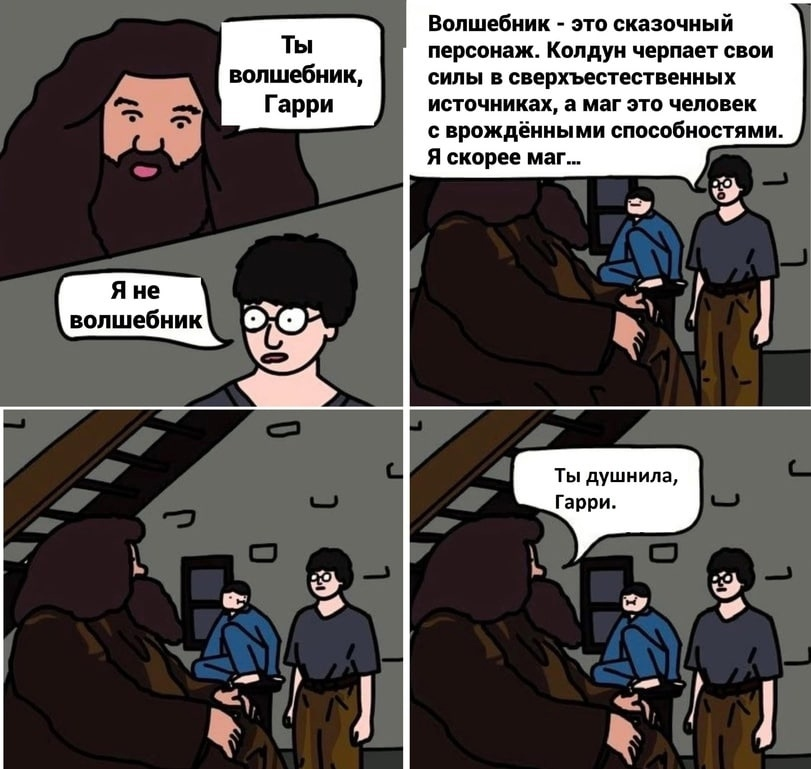 Ты
волшебник,
Гарри
Я не
волшебник
Волшебник - это сказочный
персонаж. Колдун черпает свои
силы в сверхъестественных
источниках, а маг это человек
с врождёнными способностями.
Я скорее маг...
Ты душнила,
Гарри.